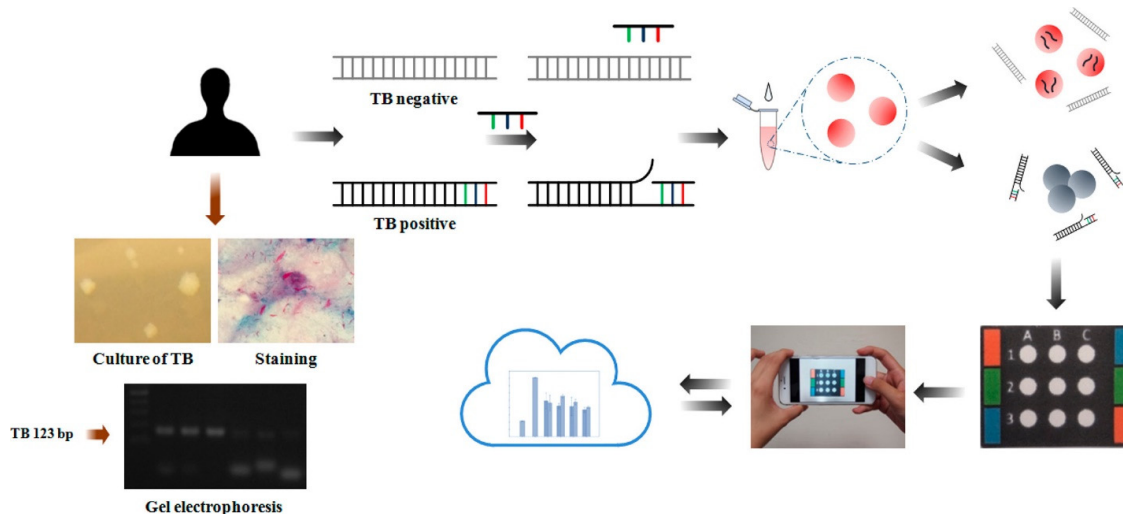 TB negative
TB positive
Culture of TB
Staining
TB 123 bp
Gel electrophoresis
A B C
1
2
3